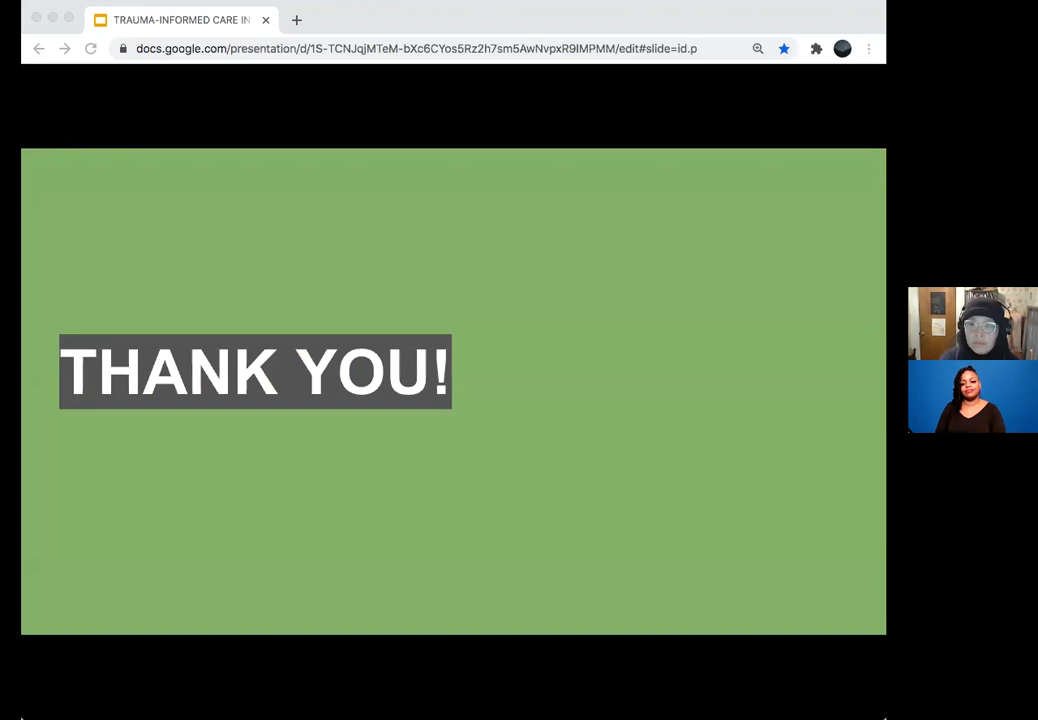 TRAUMA-INFORMED CARE IN
docs.google.com/presentation/d/1S-TCNJqjMTeM-bXc6CYos5Rz2h7sm5AwNvpxR9IMPMM/edit#slide=id.p
THANK YOU!